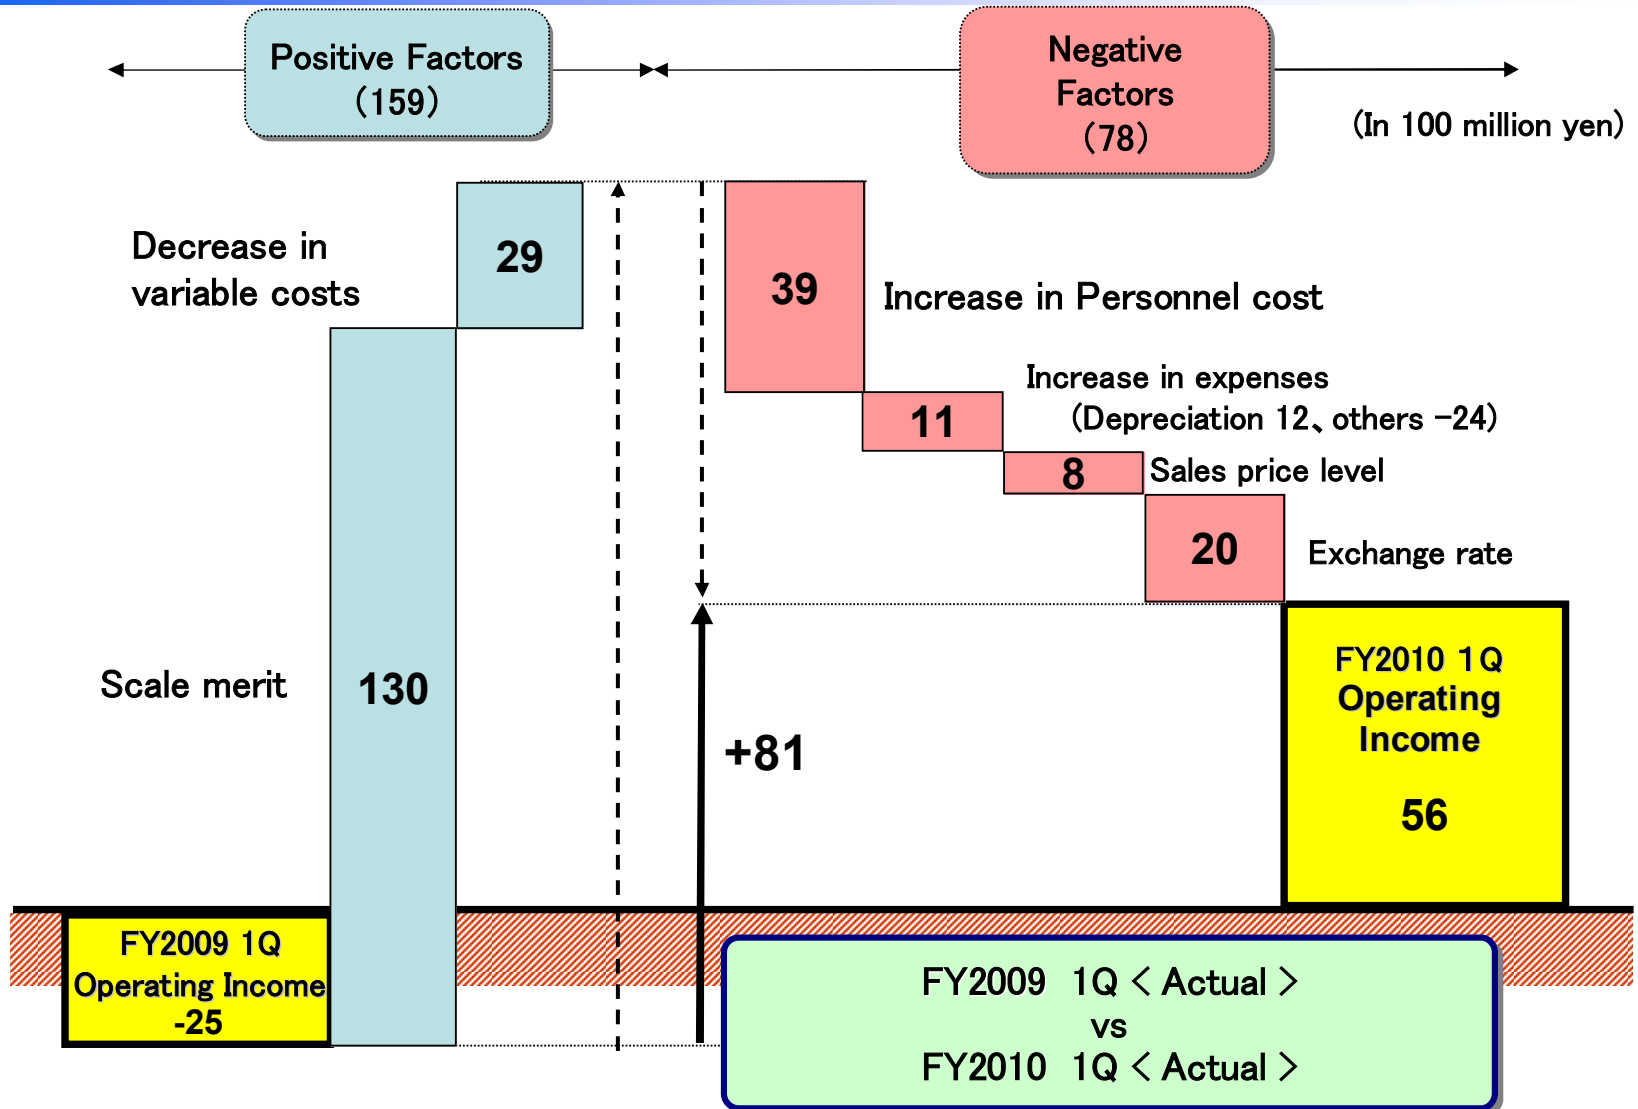 Positive Factors
(159)
Negative
Factors
(78)
(In 100 million yen)
Decrease in
variable costs
29
39
Increase in Personnel cost
Increase in expenses
(Depreciation 12、others −24)
11
8
Sales price level
20
Exchange rate
Scale merit
130
+81
FY2010 1Q
Operating
Income
56
FY2009 1Q
Operating Income
-25
FY2009 1Q < Actual >
vs
FY2010 1Q < Actual >